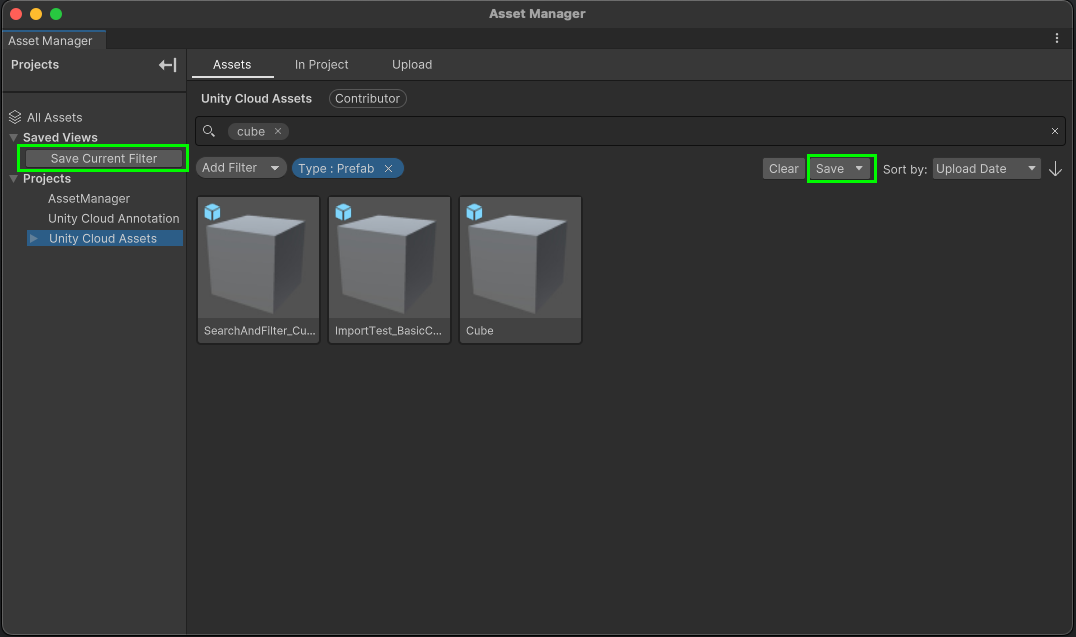 Asset Manager
Asset Manager
Projects
All Assets
Saved Views
Save Current Filter
Projects
AssetManager
Unity Cloud Annotation
Unity Cloud Assets
Assets In Project Upload
Unity Cloud Assets Contributor
cube
Add Filter Type : Prefab Clear Save Sort by: Upload Date
SearchAndFilter_Cu... ImportTest_BasicC... Cube